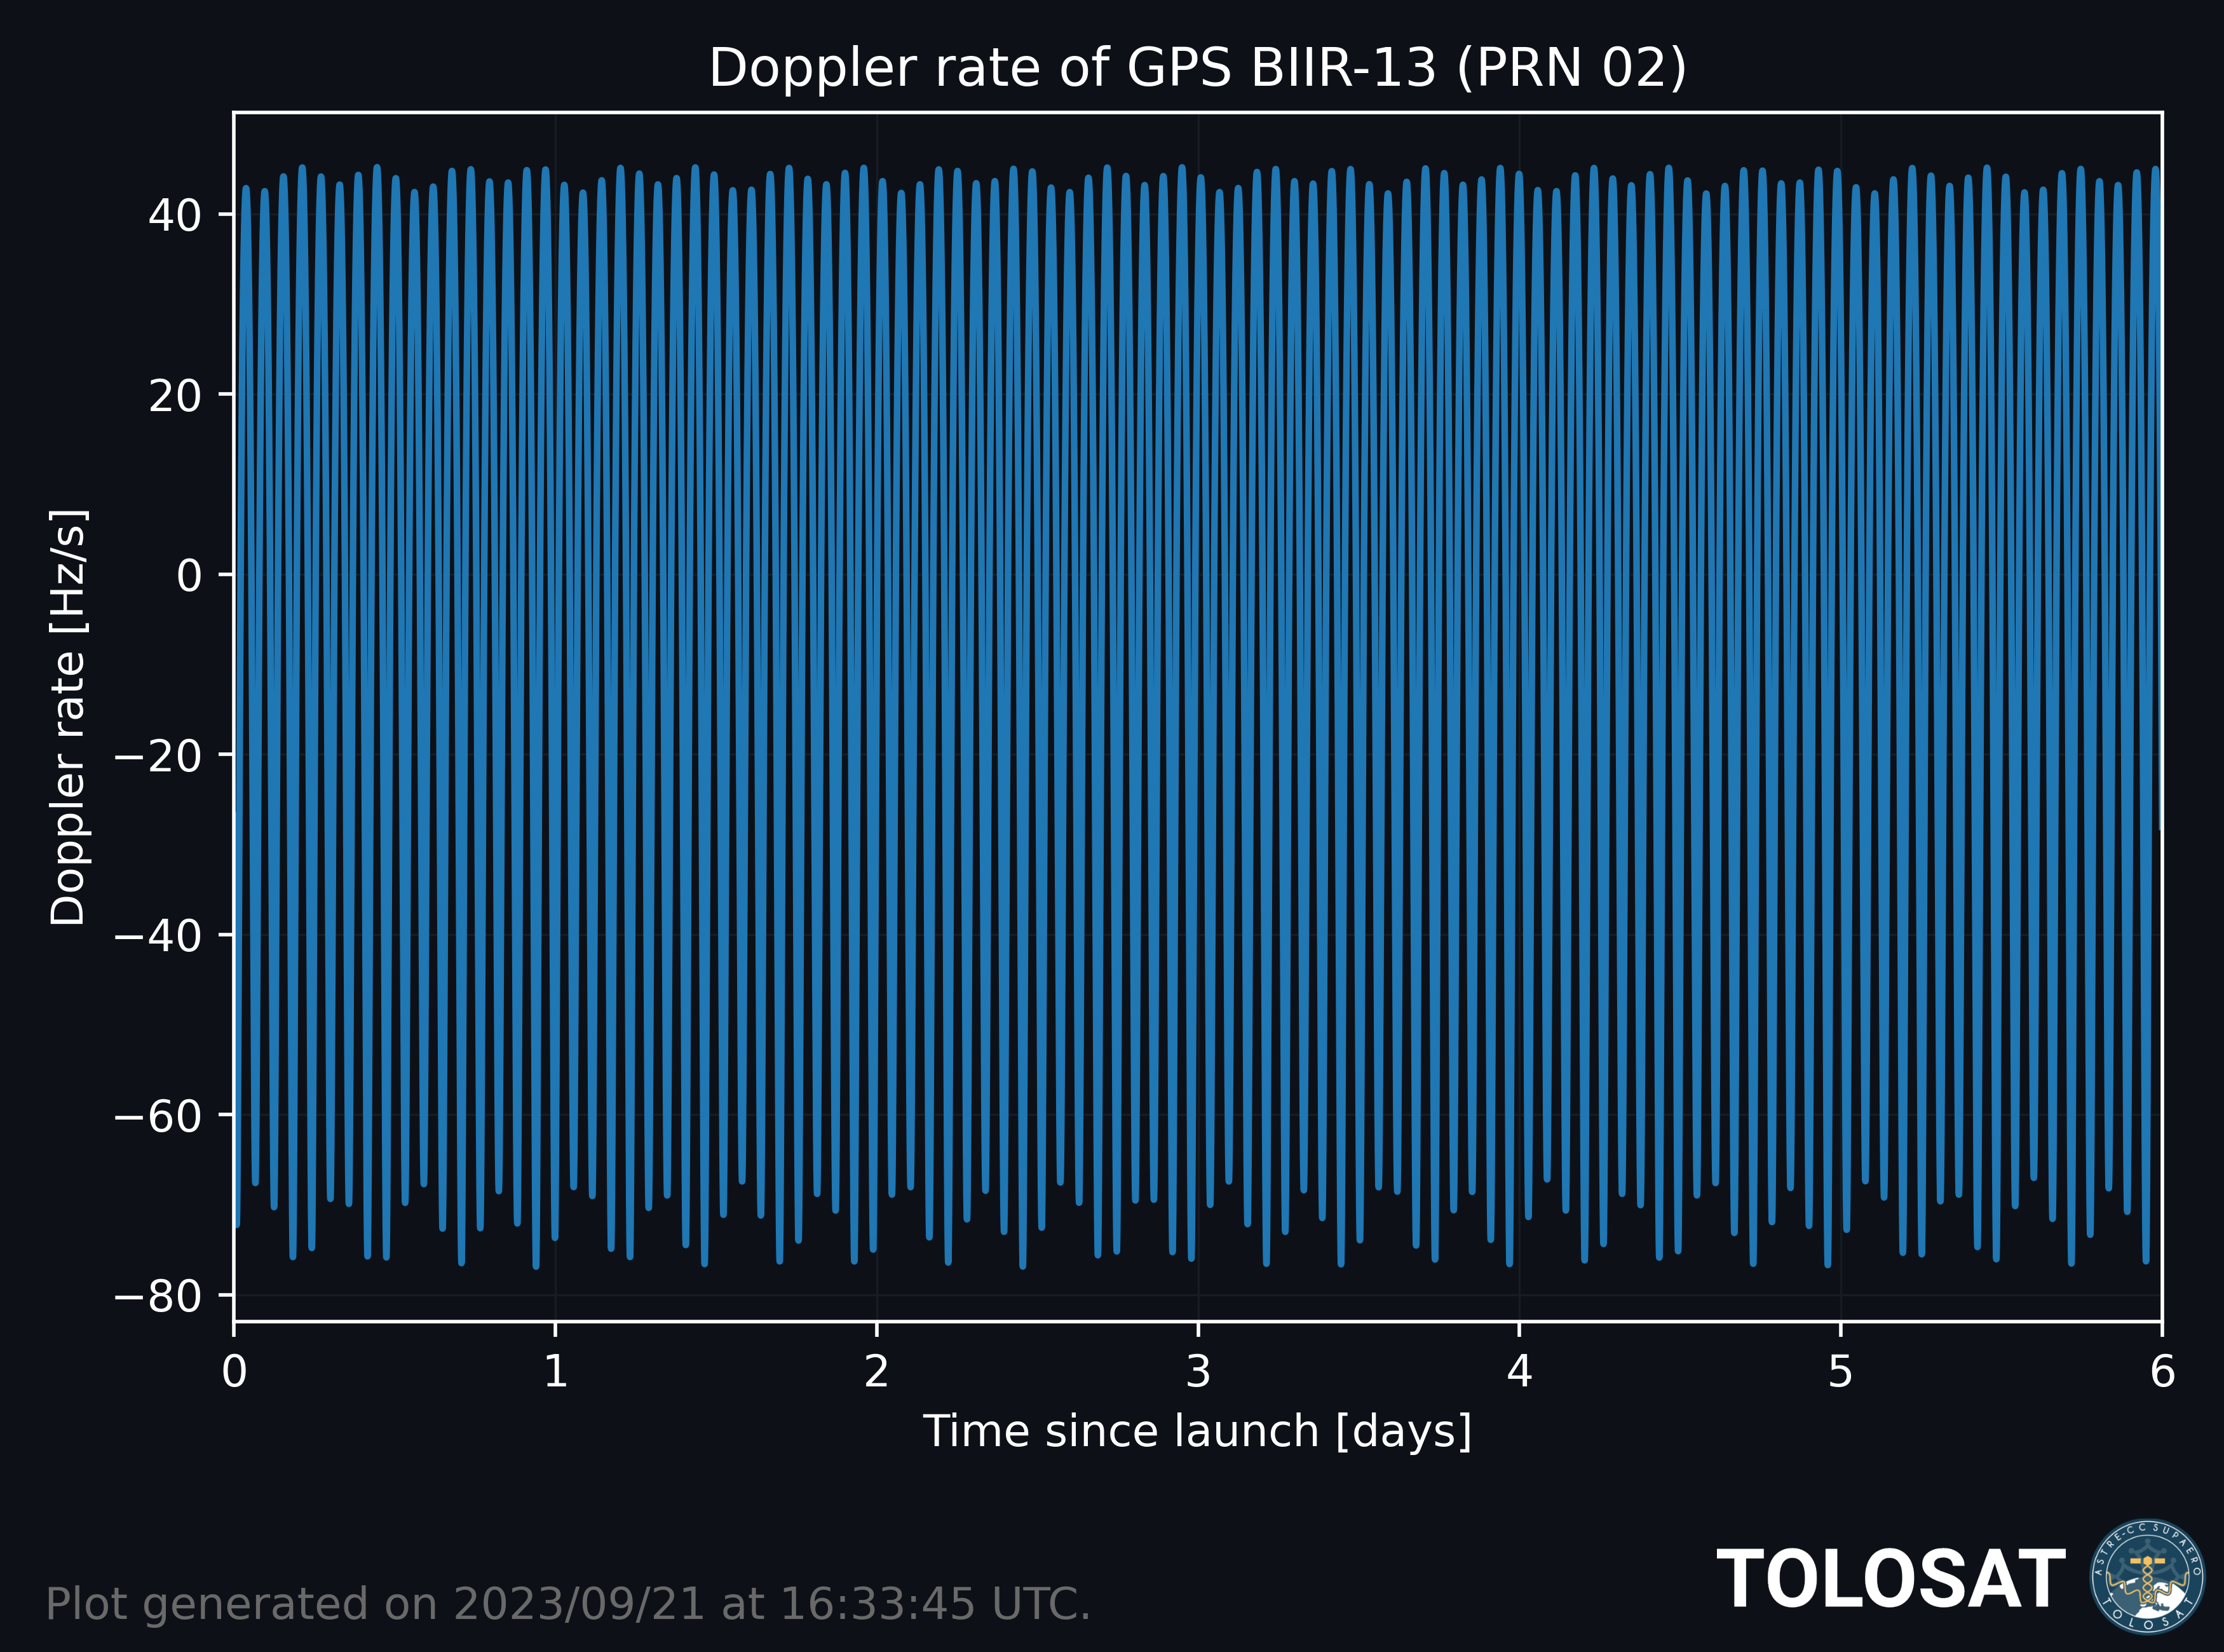 Doppler rate of GPS BIIR-13 (PRN 02)
Doppler rate [Hz/s]
40
20
0
−20
−40
−60
−80
0 1 2 3 4 5 6
Time since launch [days]
TOLOSAT
ASTRE-CC SUPAERO
TOLOSAT
Plot generated on 2023/09/21 at 16:33:45 UTC.